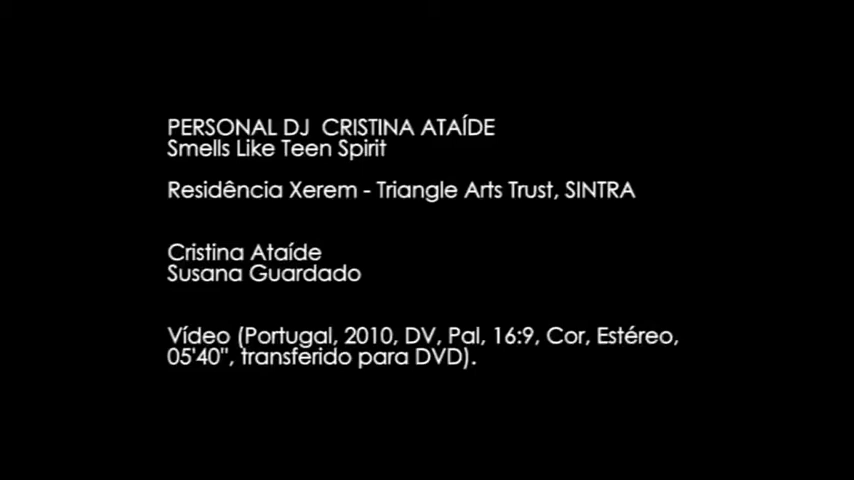 PERSONAL DJ  CRISTINA ATAÍDE
Smells Like Teen Spirit
Residência Xerem - Triangle Arts Trust, SINTRA
Cristina Ataíde
Susana Guardado
Vídeo (Portugal, 2010, DV, Pal, 16:9, Cor, Estéreo,
05'40", transferido para DVD).